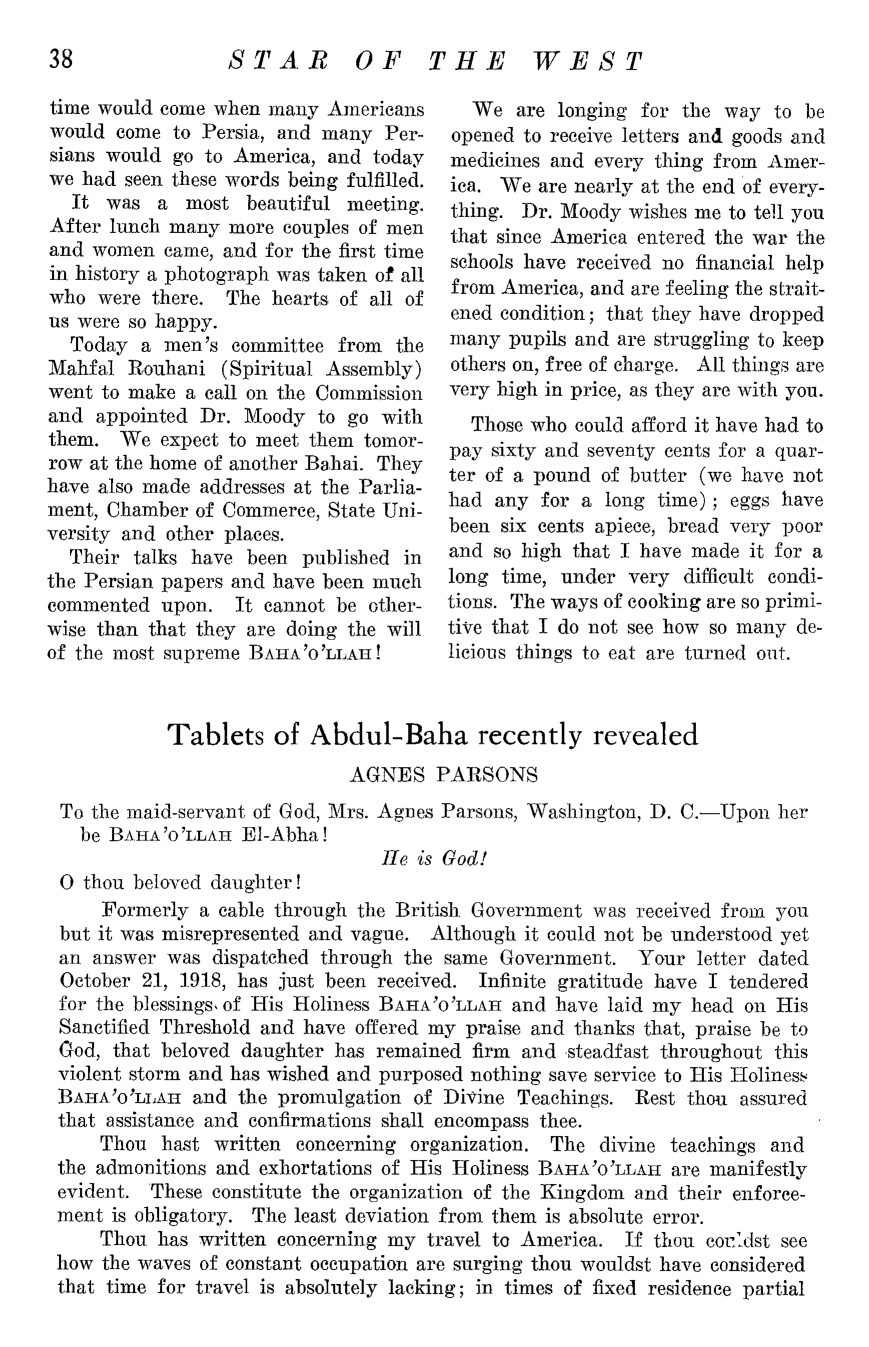 38
STAR OF THE WEST
time would come when many Americans
would come to Persia, and many Per-
sians would go to America, and today
we had seen these words being fulfilled.
It was a most beautiful meeting.
After lunch many more couples of men
and women came, and for the first time
in history a photograph was taken of all
who were there. The hearts of all of
us were so happy.
Today a men's committee from the
Mahfal Rouhani (Spiritual Assembly)
went to make a call on the Commission
and appointed Dr. Moody to go with
them. We expect to meet them tomor-
row at the home of another Bahai. They
have also made addresses at the Parlia-
ment, Chamber of Commerce, State Uni-
versity and other places.
Their talks have been published in
the Persian papers and have been much
commented upon. It cannot be other-
wise than that they are doing the will
of the most supreme BAHA'O'LLAH!
We are longing for the way to be
opened to receive letters and goods and
medicines and every thing from Amer-
ica. We are nearly at the end of every-
thing. Dr. Moody wishes me to tell you
that since America entered the war the
schools have received no financial help
from America, and are feeling the strait-
ened condition; that they have dropped
many pupils and are struggling to keep
others on, free of charge. All things are
very high in price, as they are with you.
Those who could afford it have had to
pay sixty and seventy cents for a quar-
ter of a pound of butter (we have not
had any for a long time); eggs have
been six cents apiece, bread very poor
and so high that I have made it for a
long time, under very difficult condi-
tions. The ways of cooking are so primi-
tive that I do not see how so many de-
licious things to eat are turned out.
Tablets of Abdul-Baha recently revealed
AGNES PARSONS
To the maid-servant of God, Mrs. Agnes Parsons, Washington, D. C.—Upon her
be BAHA'O'LLAH El-Abha!
He is God!
O thou beloved daughter!
Formerly a cable through the British Government was received from you
but it was misrepresented and vague. Although it could not be understood yet
an answer was dispatched through the same Government. Your letter dated
October 21, 1918, has just been received. Infinite gratitude have I tendered
for the blessings of His Holiness BAHA'O'LLAH and have laid my head on His
Sanctified Threshold and have offered my praise and thanks that, praise be to
God, that beloved daughter has remained firm and steadfast throughout this
violent storm and has wished and purposed nothing save service to His Holiness
BAHA'O'LLAH and the promulgation of Divine Teachings. Rest thou assured
that assistance and confirmations shall encompass thee.
Thou hast written concerning organization. The divine teachings and
the admonitions and exhortations of His Holiness BAHA'O'LLAH are manifestly
evident. These constitute the organization of the Kingdom and their enforce-
ment is obligatory. The least deviation from them is absolute error.
Thou has written concerning my travel to America. If thou couldst see
how the waves of constant occupation are surging thou wouldst have considered
that time for travel is absolutely lacking; in times of fixed residence partial